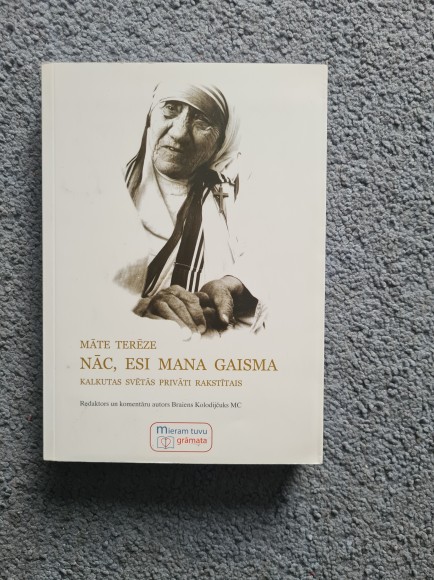 MĀTE TERĒZE
NĀC, ESI MANA GAISMA
KALKUTAS SVĒTĀS PRIVĀTI RAKSTĪTAIS
Redaktors un komentāru autors Braiens Kolodijčuks MC
mieram tuvu
grāmata